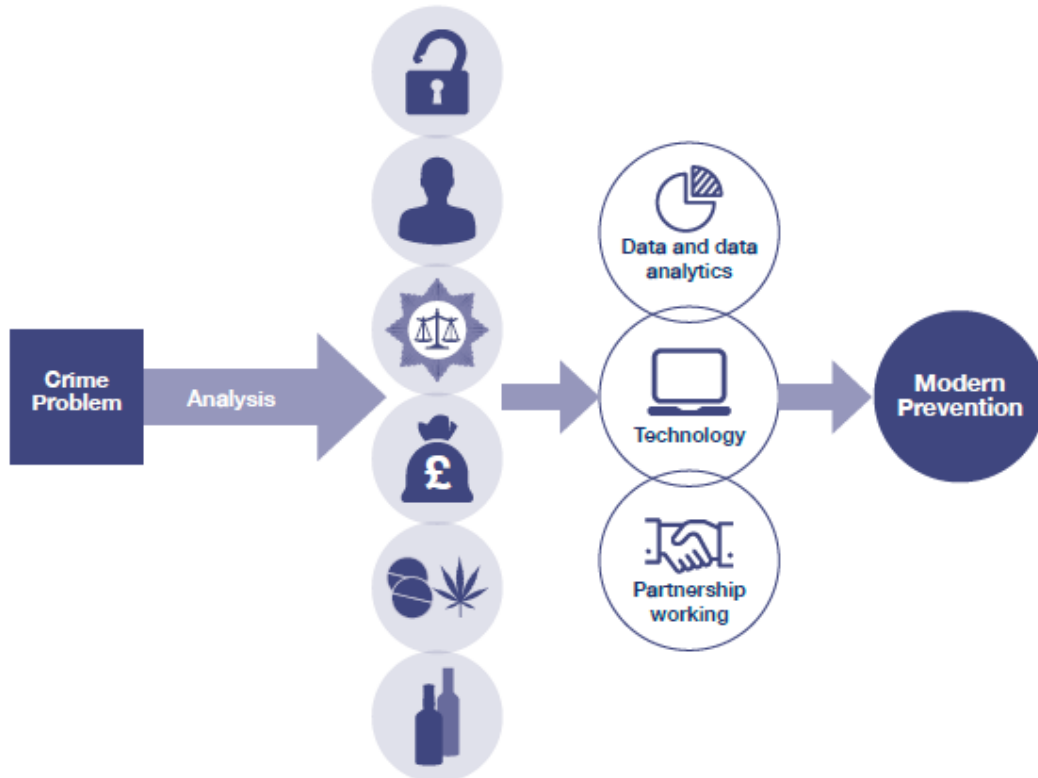 Crime
Problem
Analysis
£
Data and data
analytics
Technology
Partnership
working
Modern
Prevention